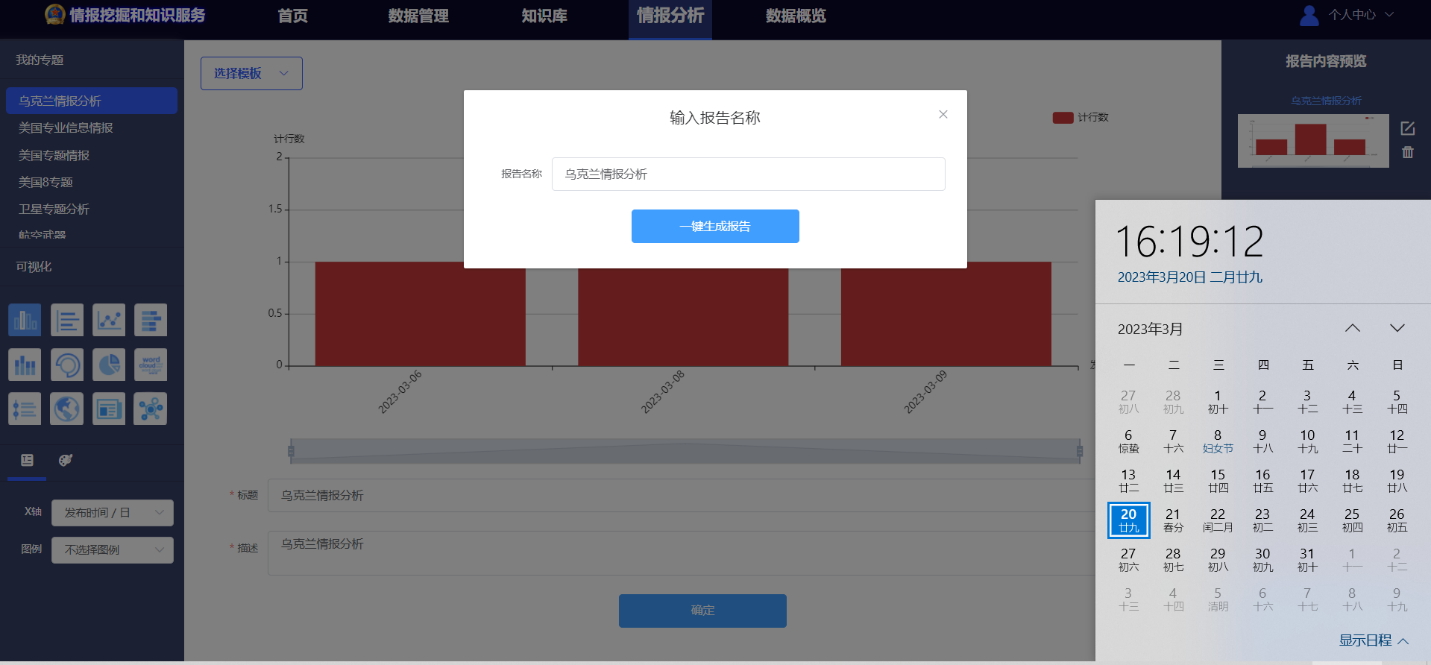 情报挖掘和知识服务 首页 数据管理 知识库 情报分析 数据概览 个人中心
我的专题
乌克兰情报分析
美国专业信息情报
美国专题情报
美国8专题
卫星专题分析
航空武器
可视化
X轴 发布时间 / 日
图例 不选择图例
选择模板
计行数
计行数
2
1.5
1
0.5
0
2023-03-06 2023-03-08 2023-03-09
* 标题 乌克兰情报分析
* 描述 乌克兰情报分析
确定
输入报告名称
报告名称 乌克兰情报分析
一键生成报告
报告内容预览
乌克兰情报分析
16:19:12
2023年3月20日 二月廿九
2023年3月
一 二 三 四 五 六 日
27 28 1 2 3 4 5
初八 初九 初十 十一 十二 十三 十四
6 7 8 9 10 11 12
惊蛰 十六 妇女节 十八 十九 二十 廿一
13 14 15 16 17 18 19
廿二 廿三 廿四 廿五 廿六 廿七 廿八
20 21 22 23 24 25 26
廿九 春分 闰二月 初二 初三 初四 初五
27 28 29 30 31 1 2
初六 初七 初八 初九 初十 十一 十二
3 4 5 6 7 8 9
十三 十四 清明 十六 十七 十八 十九
显示日程